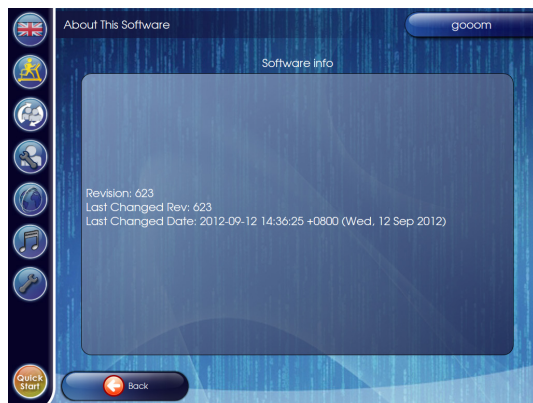 About This Software
gooom
Software info
Revision: 623
Last Changed Rev: 623
Last Changed Date: 2012-09-12 14:36:25 +0800 (Wed, 12 Sep 2012)
Quick
Start
Back